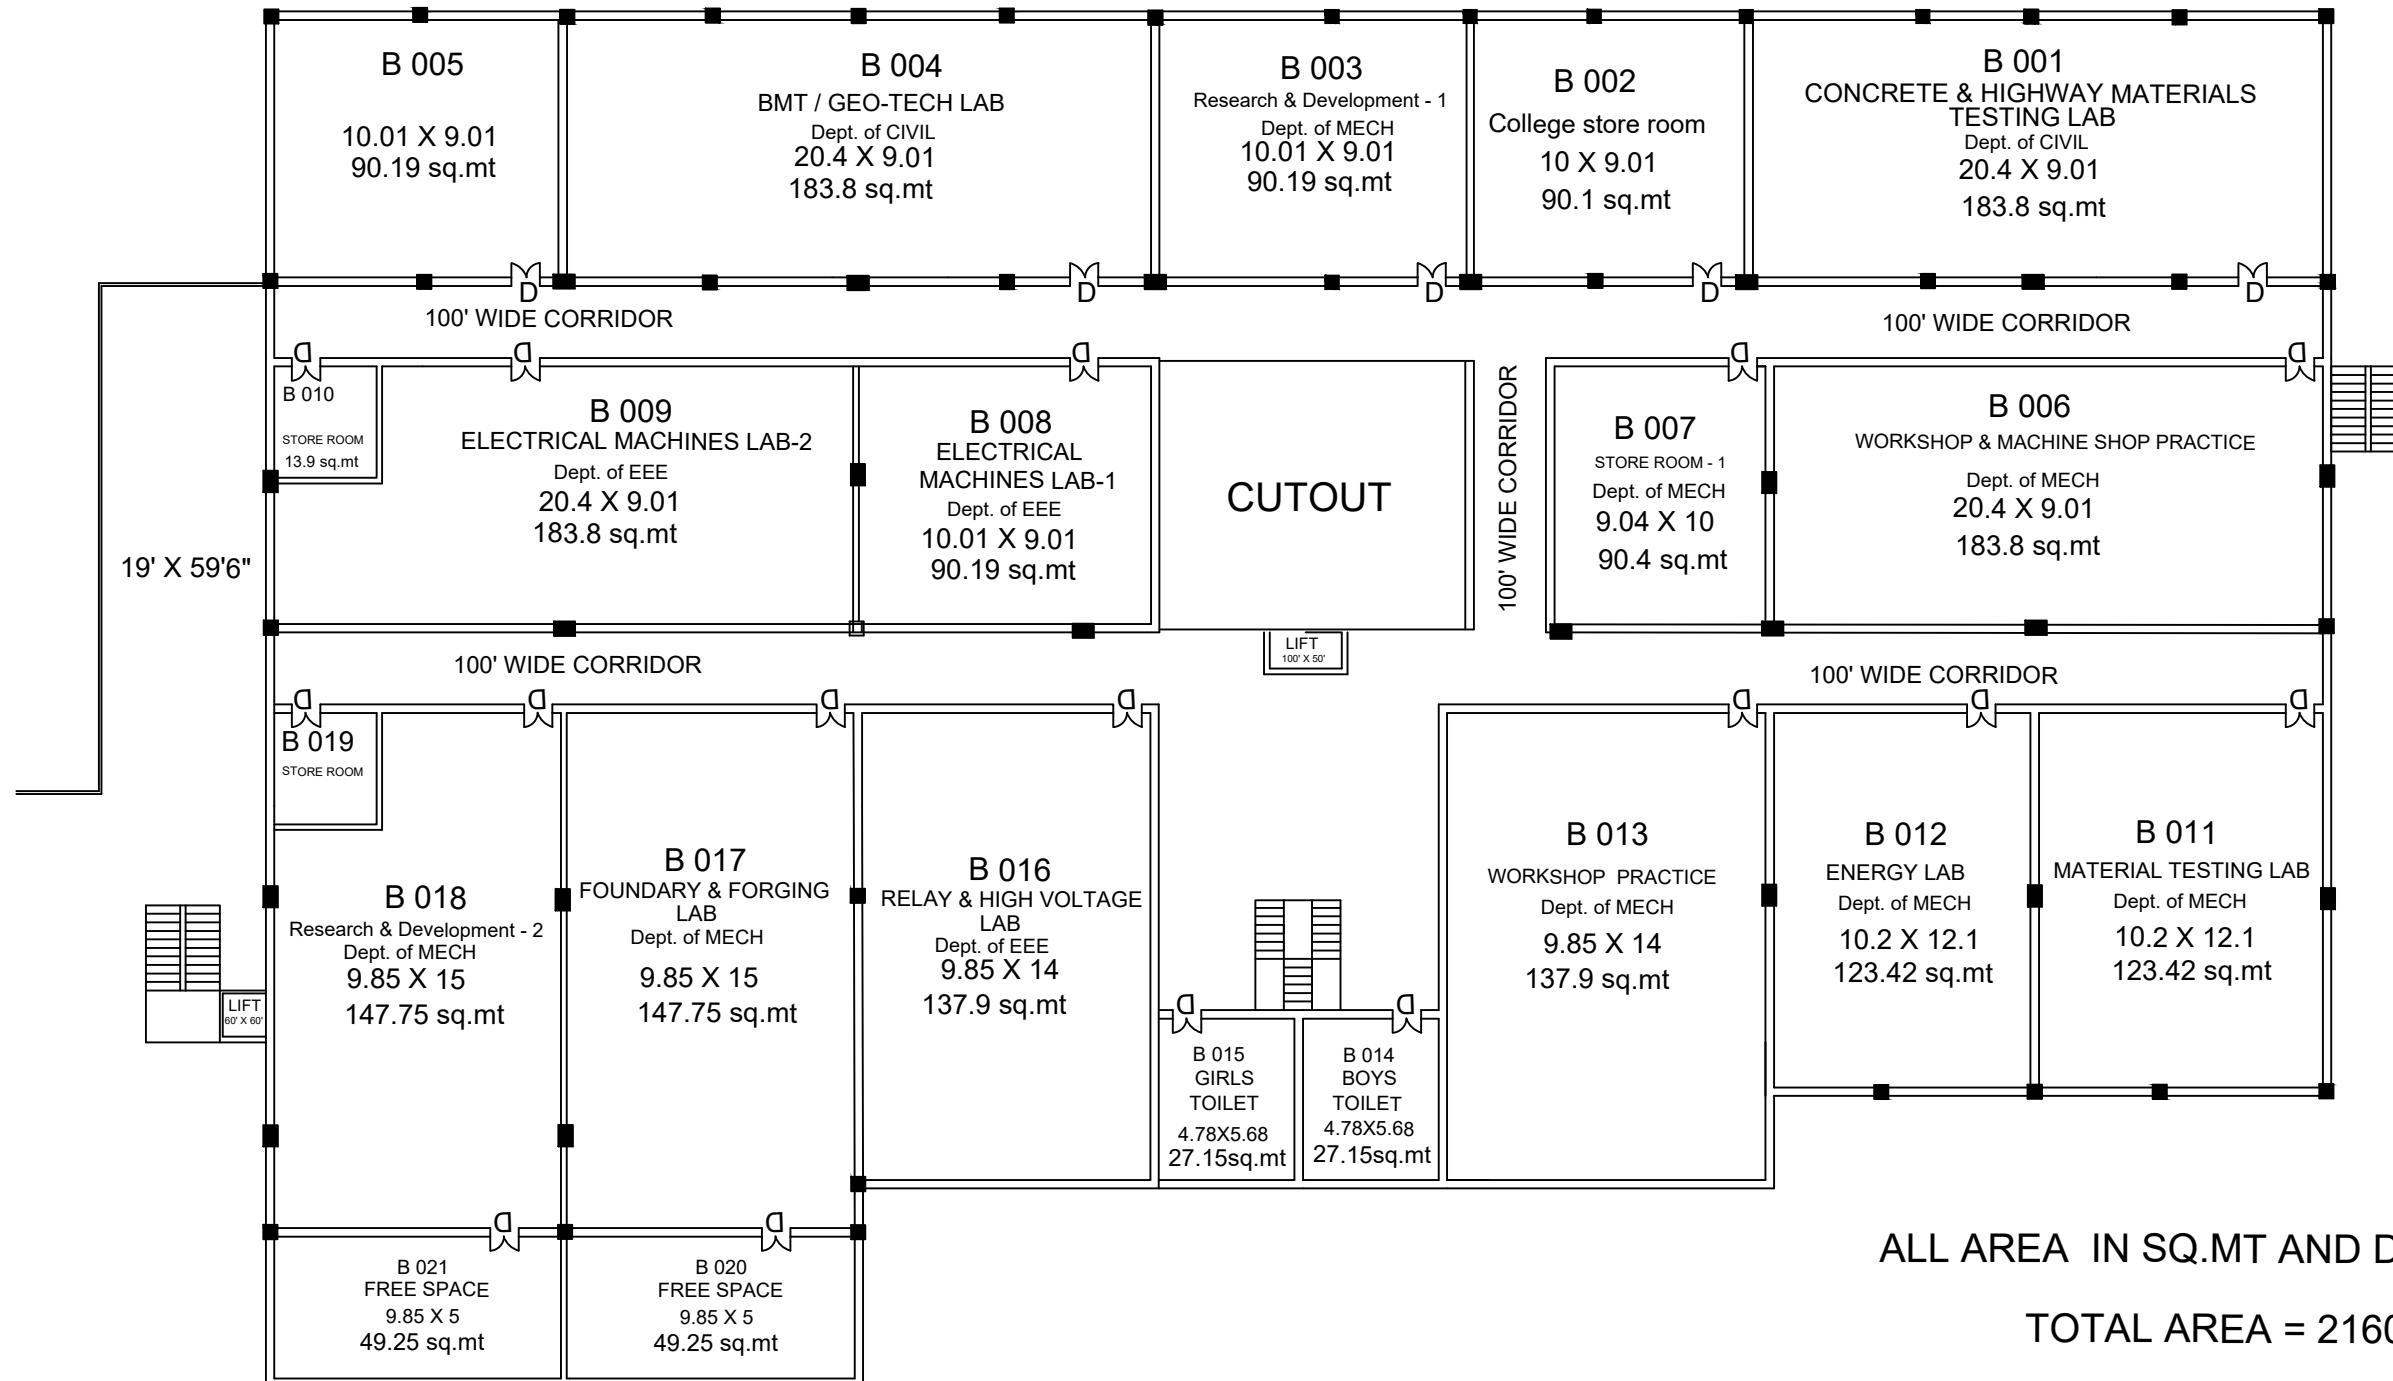 B 005
10.01 X 9.01
90.19 sq.mt
D
B 004
BMT / GEO-TECH LAB
Dept. of CIVIL
20.4 X 9.01
183.8 sq.mt
D
B 003
Research & Development - 1
Dept. of MECH
10.01 X 9.01
90.19 sq.mt
D
B 002
College store room
10 X 9.01
90.1 sq.mt
D
B 001
CONCRETE & HIGHWAY MATERIALS
TESTING LAB
Dept. of CIVIL
20.4 X 9.01
183.8 sq.mt
D
100' WIDE CORRIDOR
100' WIDE CORRIDOR
D
B 010
STORE ROOM
13.9 sq.mt
D
B 009
ELECTRICAL MACHINES LAB-2
Dept. of EEE
20.4 X 9.01
183.8 sq.mt
D
B 008
ELECTRICAL
MACHINES LAB-1
Dept. of EEE
10.01 X 9.01
90.19 sq.mt
CUTOUT
100' WIDE CORRIDOR
D
B 007
STORE ROOM - 1
Dept. of MECH
9.04 X 10
90.4 sq.mt
D
B 006
WORKSHOP & MACHINE SHOP PRACTICE
Dept. of MECH
20.4 X 9.01
183.8 sq.mt
19' X 59'6"
LIFT
100' X 50'
100' WIDE CORRIDOR
100' WIDE CORRIDOR
D
B 019
STORE ROOM
D
B 018
Research & Development - 2
Dept. of MECH
9.85 X 15
147.75 sq.mt
D
B 017
FOUNDARY & FORGING
LAB
Dept. of MECH
9.85 X 15
147.75 sq.mt
D
B 016
RELAY & HIGH VOLTAGE
LAB
Dept. of EEE
9.85 X 14
137.9 sq.mt
D
B 013
WORKSHOP PRACTICE
Dept. of MECH
9.85 X 14
137.9 sq.mt
D
B 012
ENERGY LAB
Dept. of MECH
10.2 X 12.1
123.42 sq.mt
D
B 011
MATERIAL TESTING LAB
Dept. of MECH
10.2 X 12.1
123.42 sq.mt
LIFT
60' X 60'
D
B 015
GIRLS
TOILET
4.78X5.68
27.15sq.mt
D
B 014
BOYS
TOILET
4.78X5.68
27.15sq.mt
D
B 021
FREE SPACE
9.85 X 5
49.25 sq.mt
D
B 020
FREE SPACE
9.85 X 5
49.25 sq.mt
ALL AREA IN SQ.MT AND
TOTAL AREA = 2160